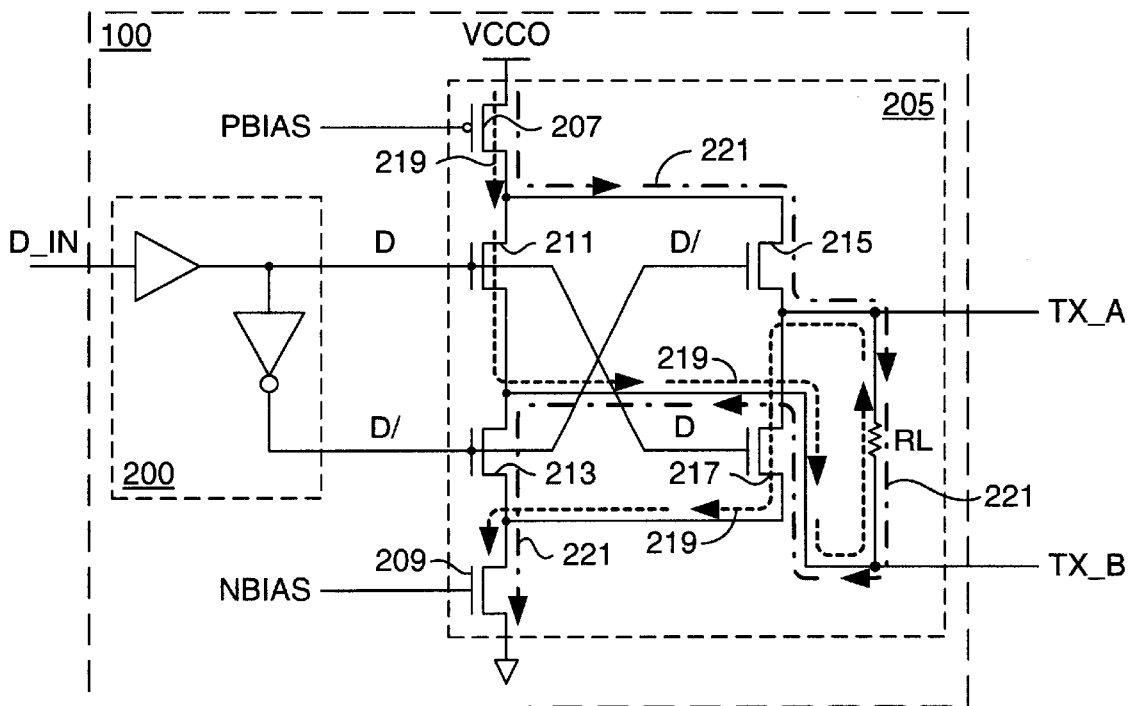 100
VCCO
205
PBIAS
207
219
221
D_IN
D
211
D/
215
TX_A
219
D/
D
RL
200
213
217
221
209
221
219
NBIAS
TX_B